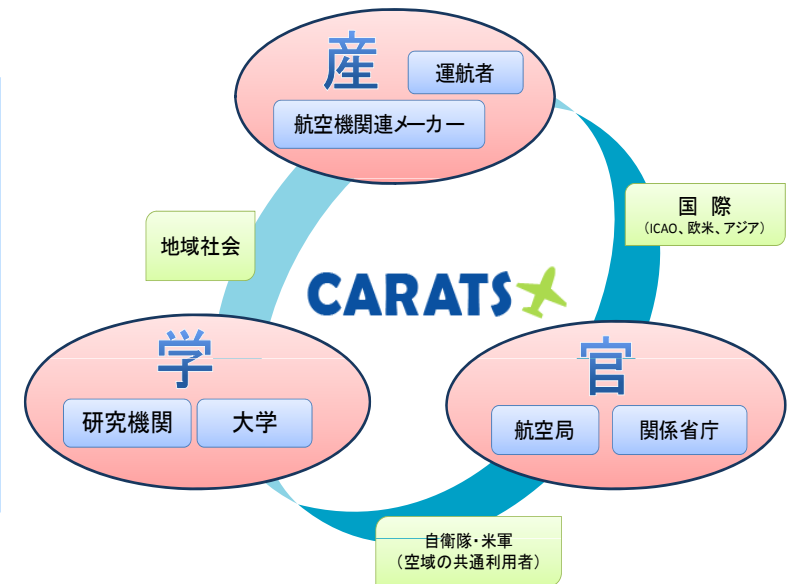 産
運航者
航空機関連メーカー
国 際
（ICAO、欧米、アジア）
地域社会
CARATS
学
研究機関
大学
官
航空局
関係省庁
自衛隊・米軍
（空域の共通利用者）